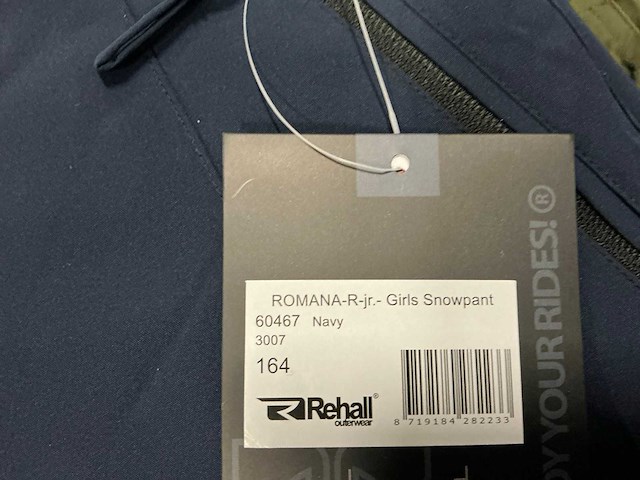 ROMANA-R-jr.- Girls Snowpant
60467 Navy
3007
164
Rehall®
outerwear
8 719184 282233
YOUR RIDES!®